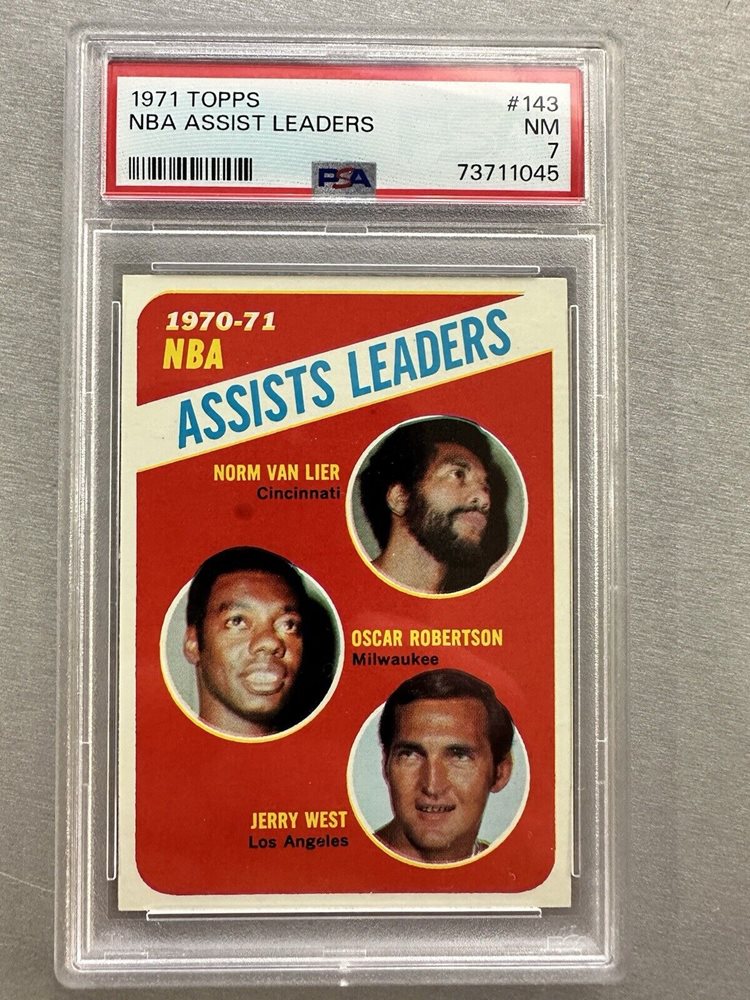 1971 TOPPS #143
NBA ASSIST LEADERS NM
7
PSA 73711045
1970-71
NBA
ASSISTS LEADERS
NORM VAN LIER
Cincinnati
OSCAR ROBERTSON
Milwaukee
JERRY WEST
Los Angeles